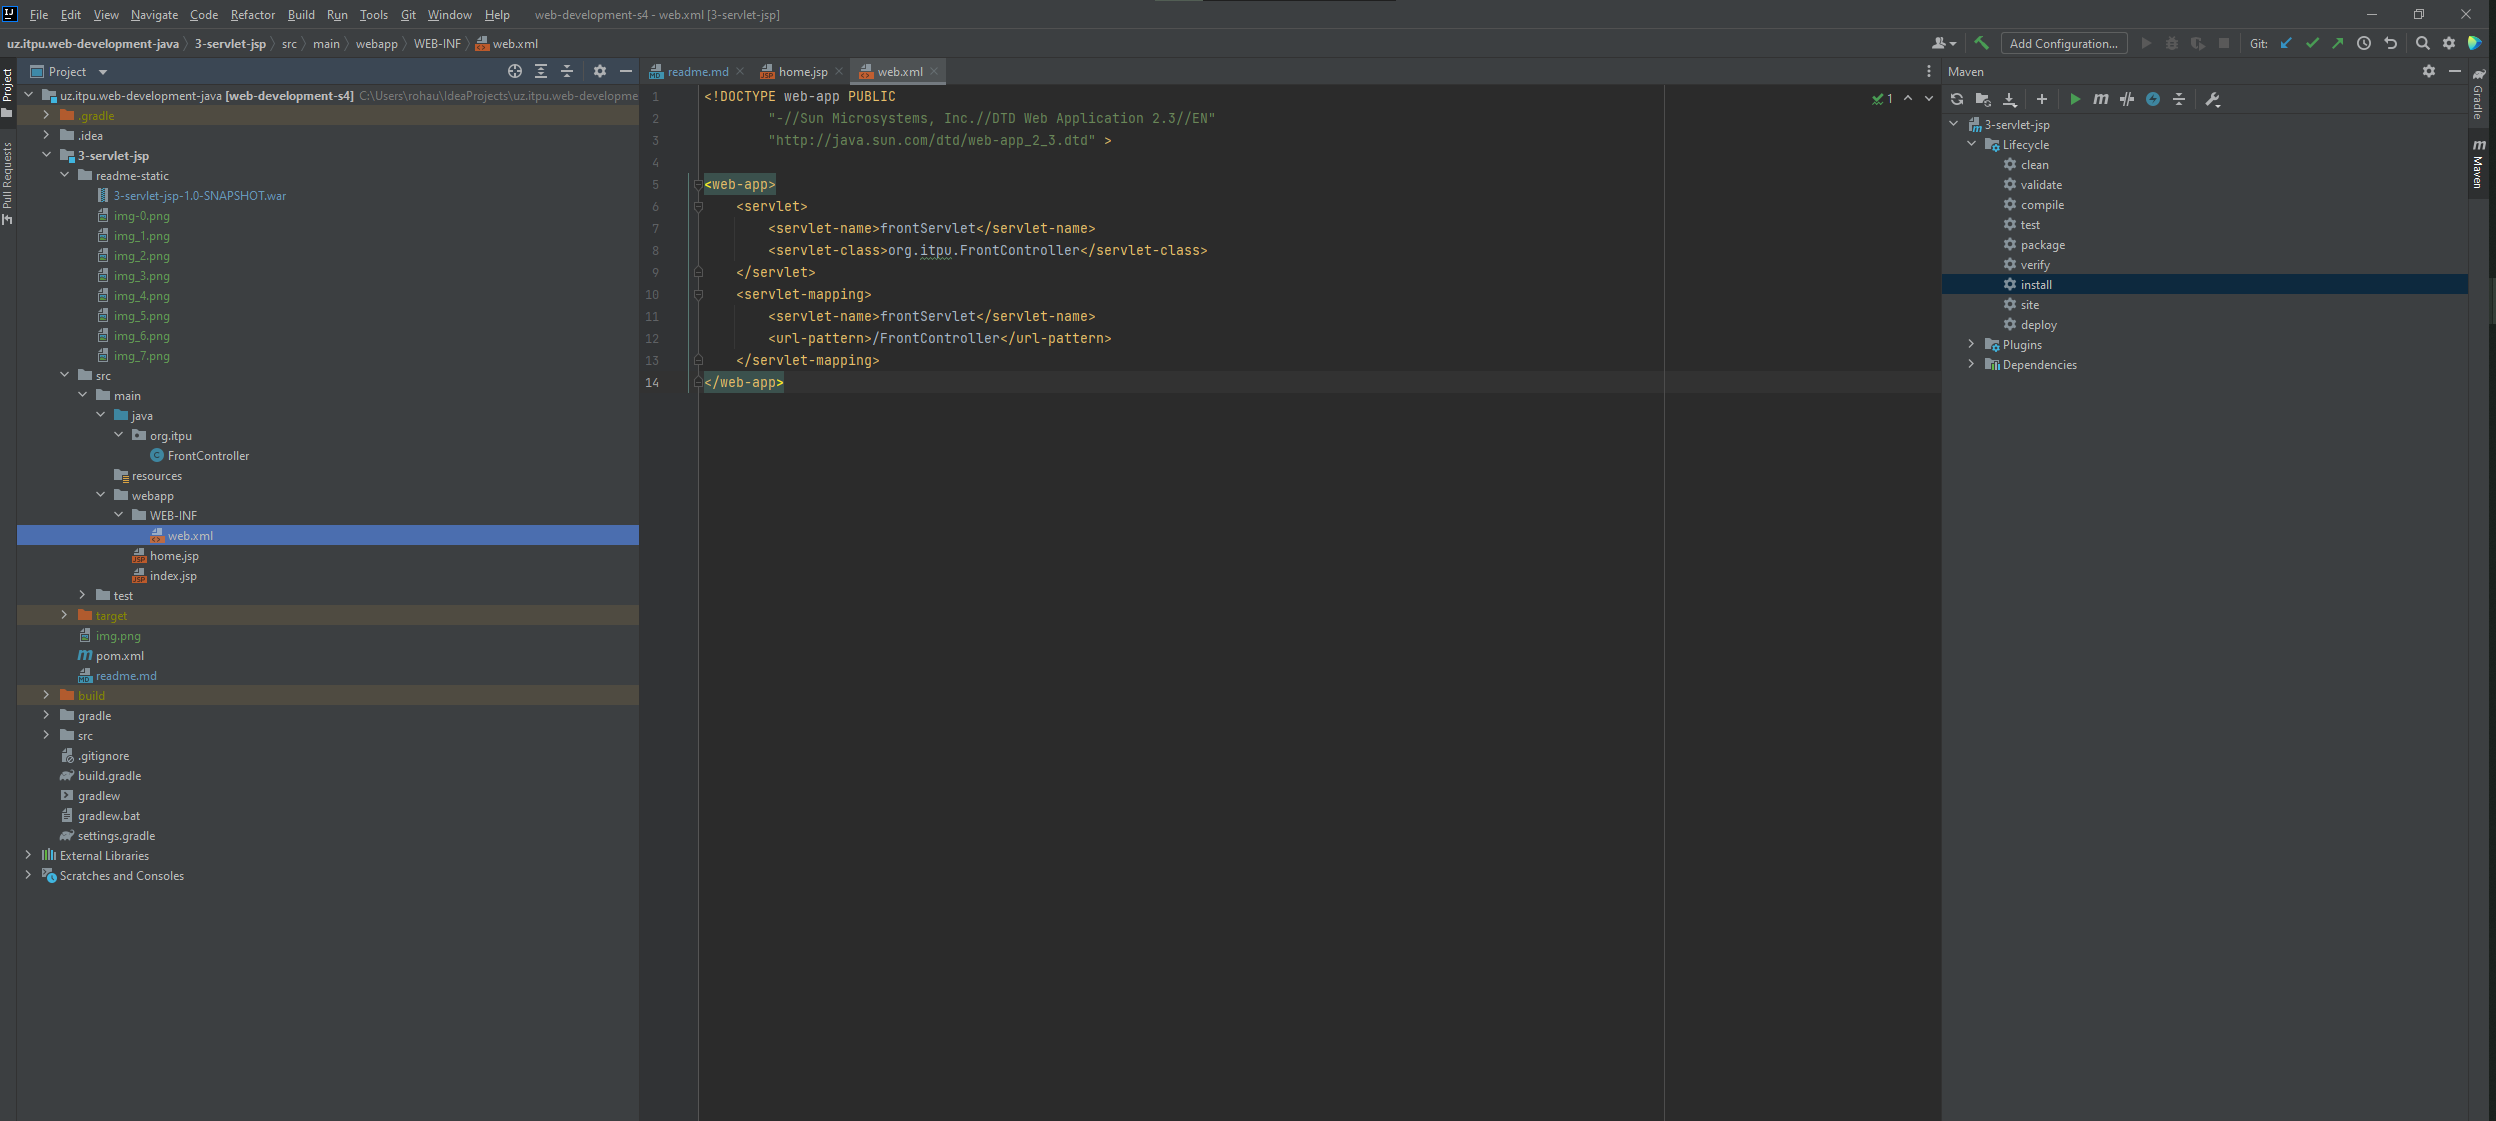 File Edit View Navigate Code Refactor Build Run Tools Git Window Help web-development-s4 - web.xml [3-servlet-jsp]
uz.itpu.web-development-java 3-servlet-jsp src main webapp WEB-INF web.xml
Add Configuration...
Git:
Project
Pull Requests
Project
uz.itpu.web-development-java [web-development-s4] C:\Users\rohau\IdeaProjects\uz.itpu.web-developme
.gradle
.idea
3-servlet-jsp
readme-static
3-servlet-jsp-1.0-SNAPSHOT.war
img-0.png
img_1.png
img_2.png
img_3.png
img_4.png
img_5.png
img_6.png
img_7.png
src
main
java
org.itpu
FrontController
resources
webapp
WEB-INF
web.xml
home.jsp
index.jsp
test
target
img.png
pom.xml
readme.md
build
gradle
src
.gitignore
build.gradle
gradlew
gradlew.bat
settings.gradle
External Libraries
Scratches and Consoles
readme.md home.jsp web.xml
1 <!DOCTYPE web-app PUBLIC
2 "-//Sun Microsystems, Inc.//DTD Web Application 2.3//EN"
3 "http://java.sun.com/dtd/web-app_2_3.dtd" >
4
5 <web-app>
6 <servlet>
7 <servlet-name>frontServlet</servlet-name>
8 <servlet-class>org.itpu.FrontController</servlet-class>
9 </servlet>
10 <servlet-mapping>
11 <servlet-name>frontServlet</servlet-name>
12 <url-pattern>/FrontController</url-pattern>
13 </servlet-mapping>
14 </web-app>
1
Maven
3-servlet-jsp
Lifecycle
clean
validate
compile
test
package
verify
install
site
deploy
Plugins
Dependencies
Gradle
Maven